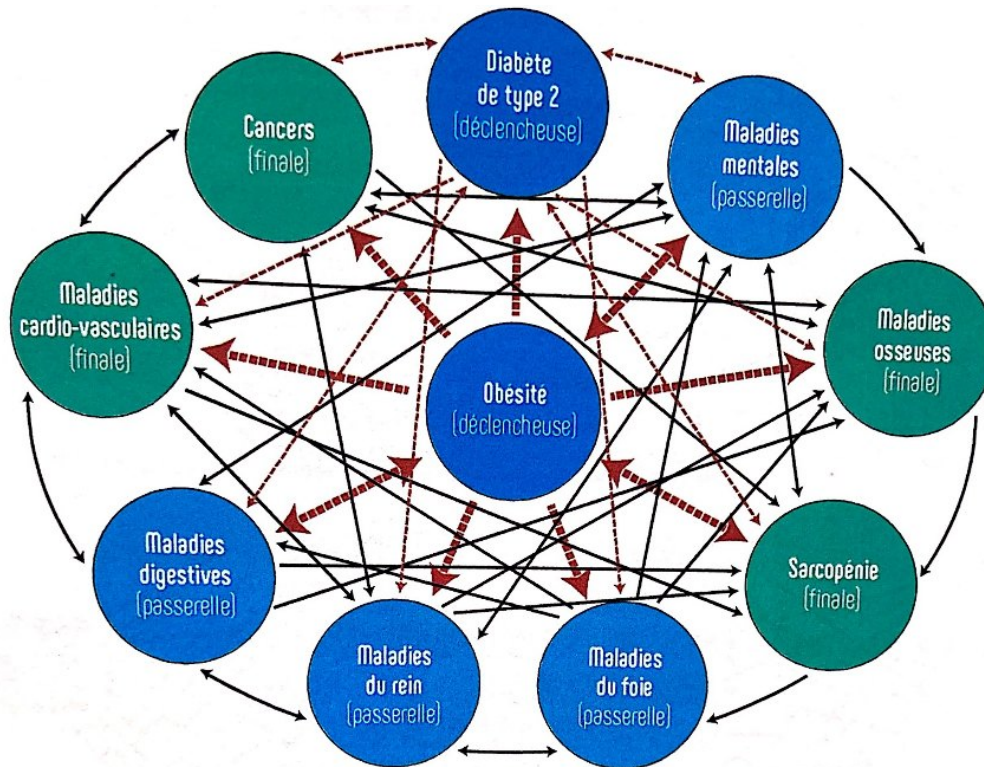 Diabète
de type 2
(déclencheuse)
Cancers
(finale)
Maladies
mentales
(passerelle)
Maladies
cardio-vasculaires
(finale)
Maladies
osseuses
(finale)
Obésité
(déclencheuse)
Maladies
digestives
(passerelle)
Sarcopénie
(finale)
Maladies
du rein
(passerelle)
Maladies
du foie
(passerelle)